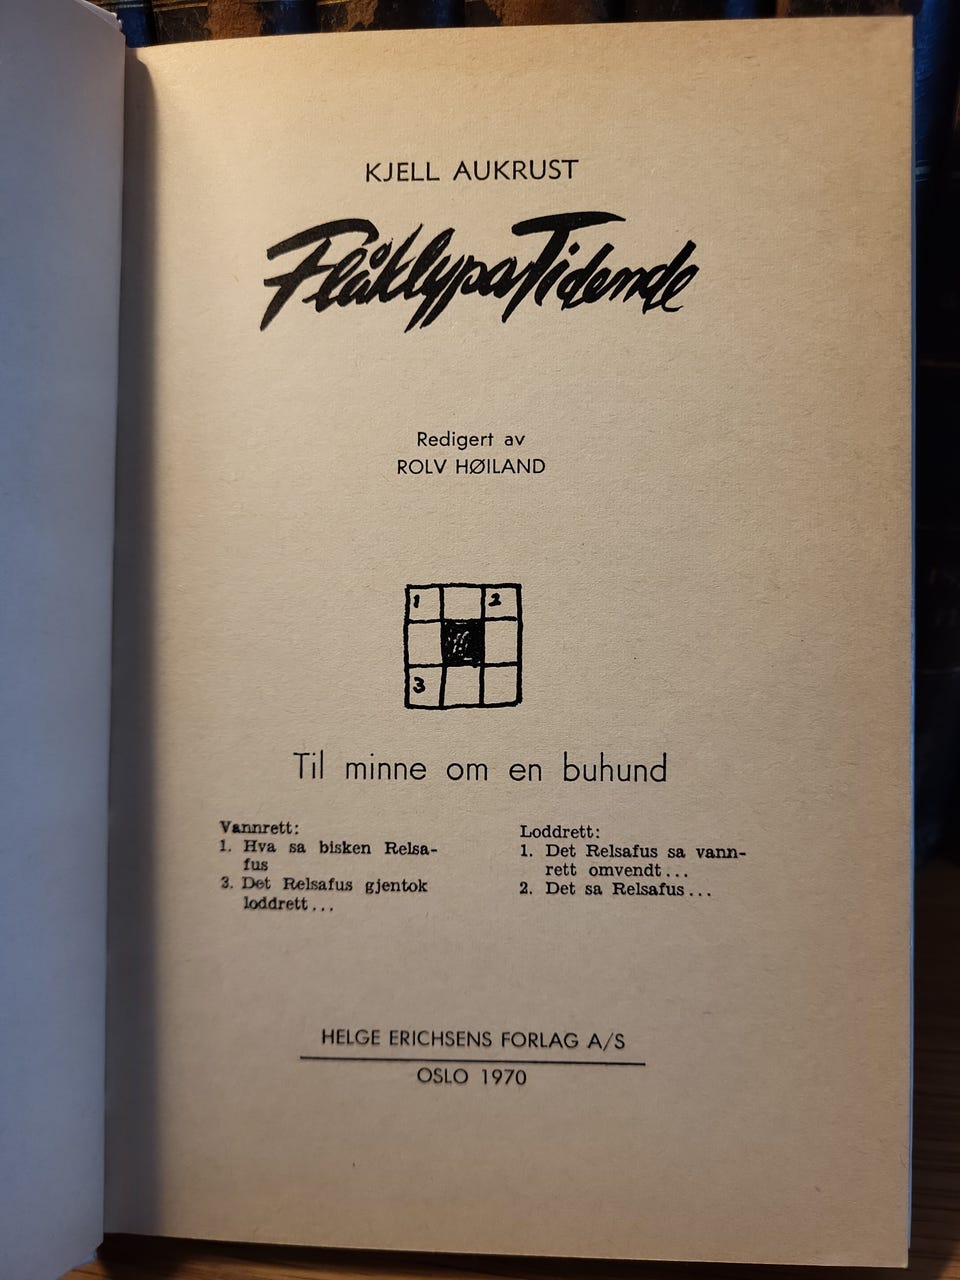 KJELL AUKRUST
Flåklypa Tidende
Redigert av
ROLV HØILAND
1 2
3
Til minne om en buhund
Vannrett:
1. Hva sa bisken Relsa-
fus
3. Det Relsafus gjentok
loddrett...
Loddrett:
1. Det Relsafus sa vann-
rett omvendt...
2. Det sa Relsafus...
HELGE ERICHSENS FORLAG A/S
OSLO 1970